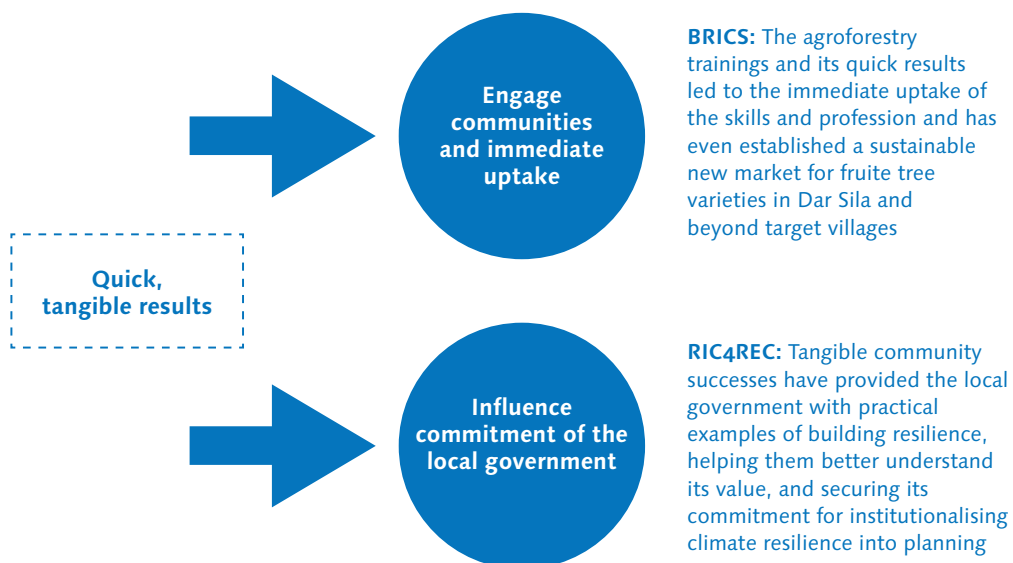 Quick,
tangible results
Engage
communities
and immediate
uptake
BRICS: The agroforestry
trainings and its quick results
led to the immediate uptake of
the skills and profession and has
even established a sustainable
new market for fruite tree
varieties in Dar Sila and
beyond target villages
Influence
commitment of the
local government
RIC4REC: Tangible community
successes have provided the local
government with practical
examples of building resilience,
helping them better understand
its value, and securing its
commitment for institutionalising
climate resilience into planning